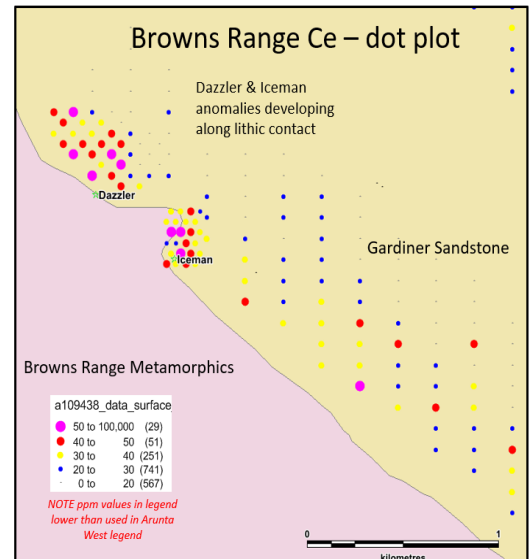 Browns Range Ce – dot plot
Dazzler & Iceman
anomalies developing
along lithic contact
Dazzler
Iceman
Gardiner Sandstone
Browns Range Metamorphics
a109438_data_surface
50 to 100,000 (29)
40 to 50 (51)
30 to 40 (251)
20 to 30 (741)
0 to 20 (567)
NOTE ppm values in legend
lower than used in Arunta
West legend
0 1
kilometres